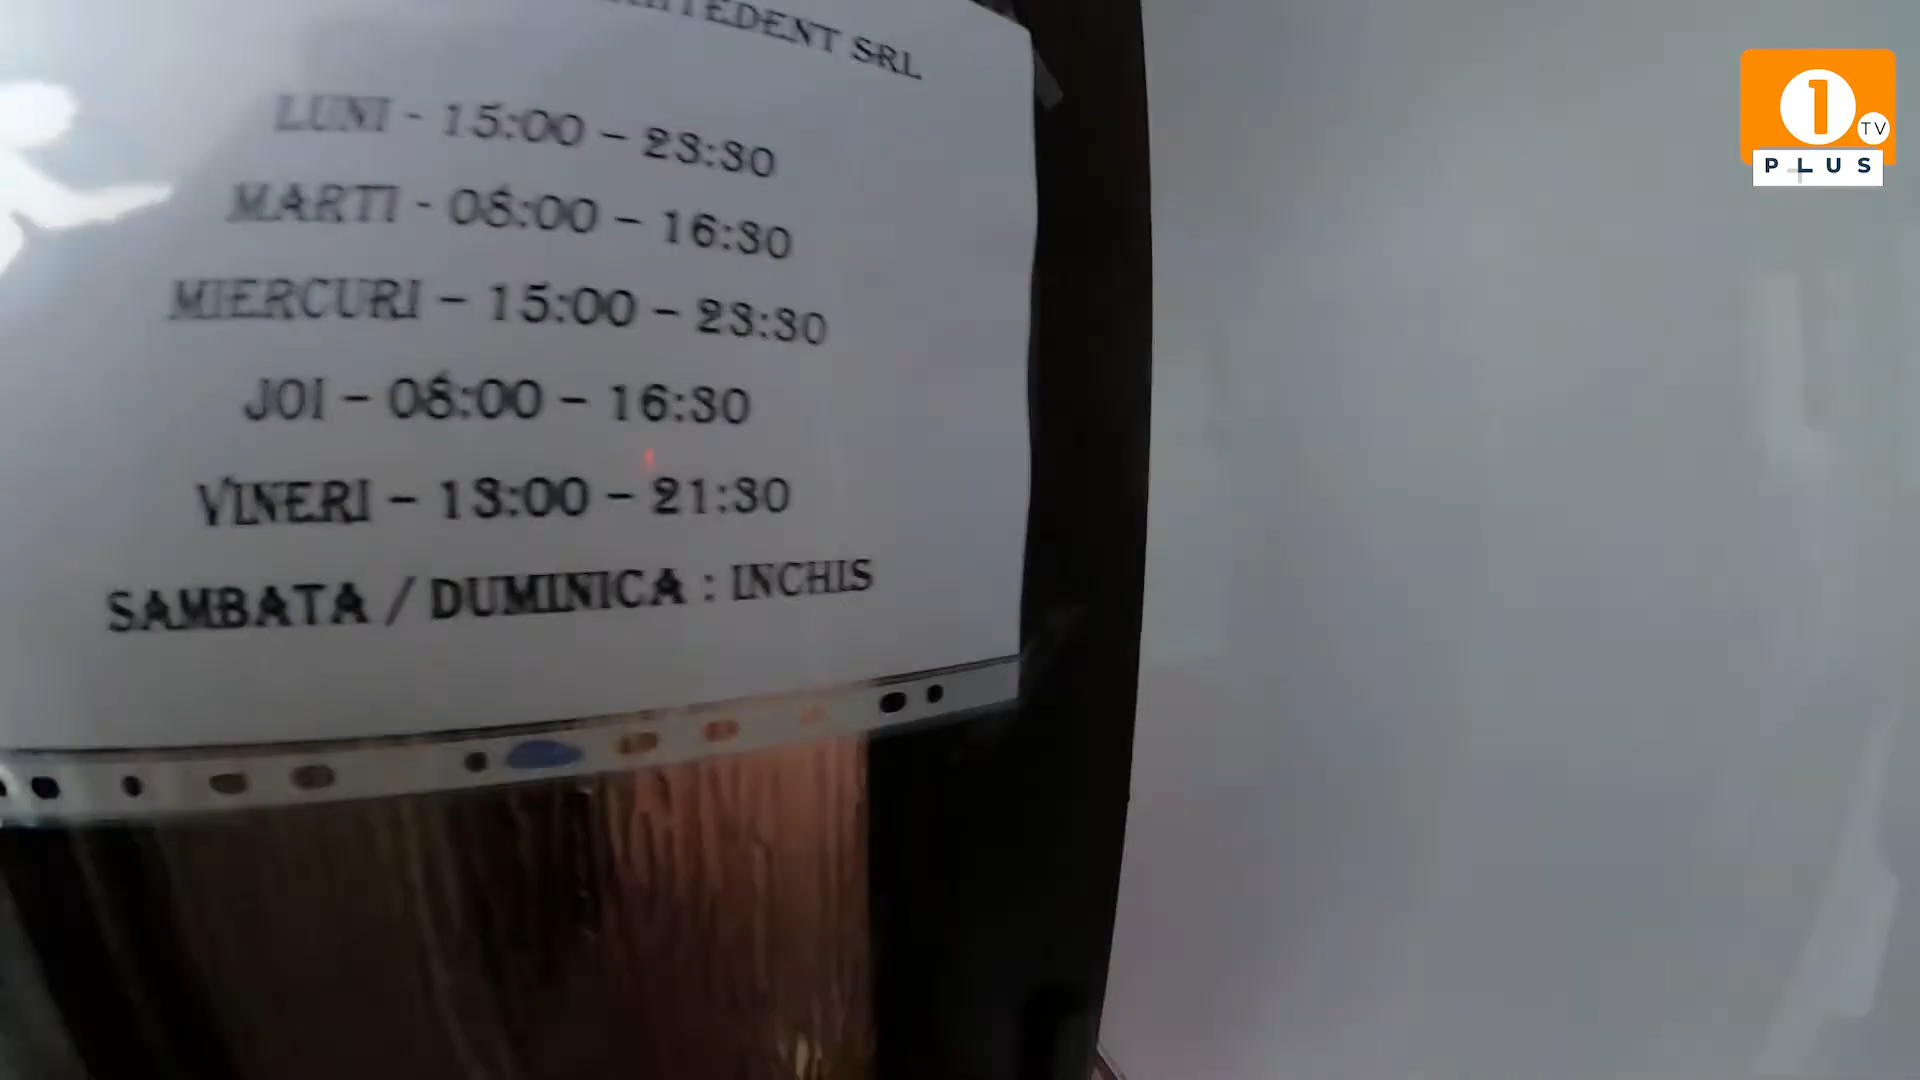 SRL
LUNI - 15:00 – 23:30
MARTI - 08:00 – 16:30
MIERCURI – 15:00 – 23:30
JOI – 08:00 – 16:30
VINERI – 13:00 – 21:30
SAMBATA / DUMINICA : INCHIS
1
TV
PLUS